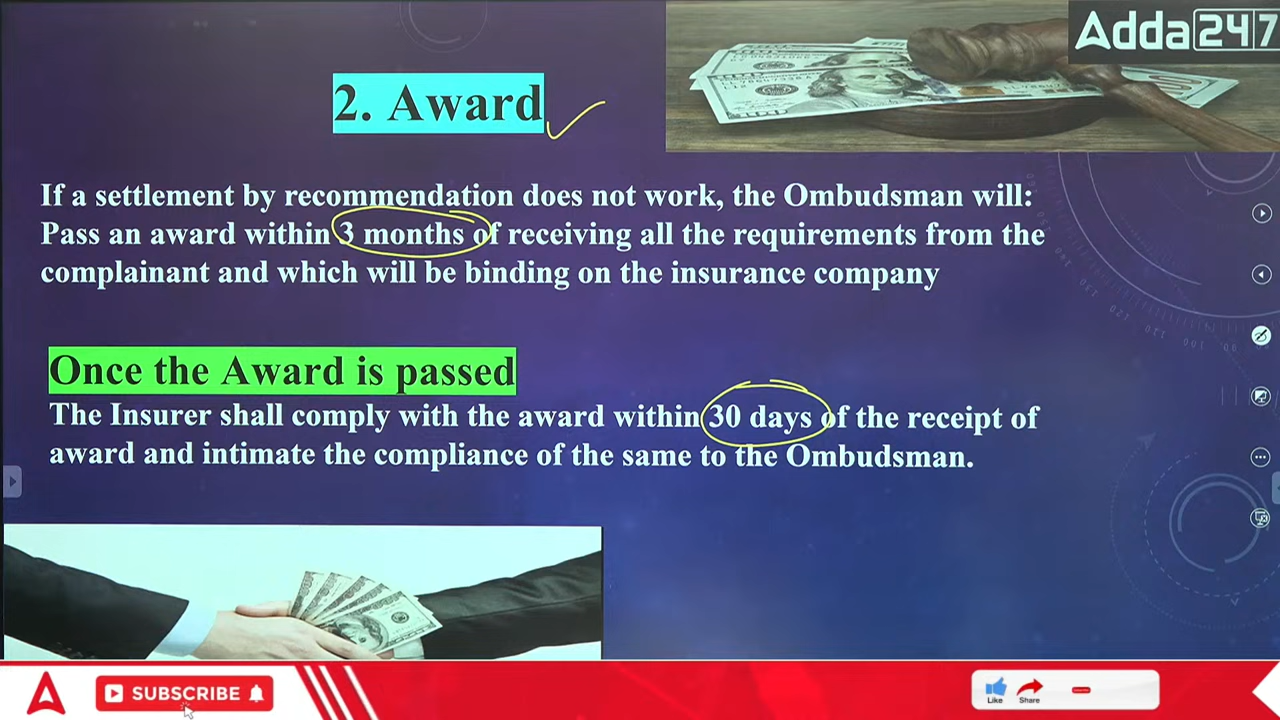 Adda247
2. Award
If a settlement by recommendation does not work, the Ombudsman will:
Pass an award within 3 months of receiving all the requirements from the
complainant and which will be binding on the insurance company
Once the Award is passed
The Insurer shall comply with the award within 30 days of the receipt of
award and intimate the compliance of the same to the Ombudsman.
SUBSCRIBE
Like
Share